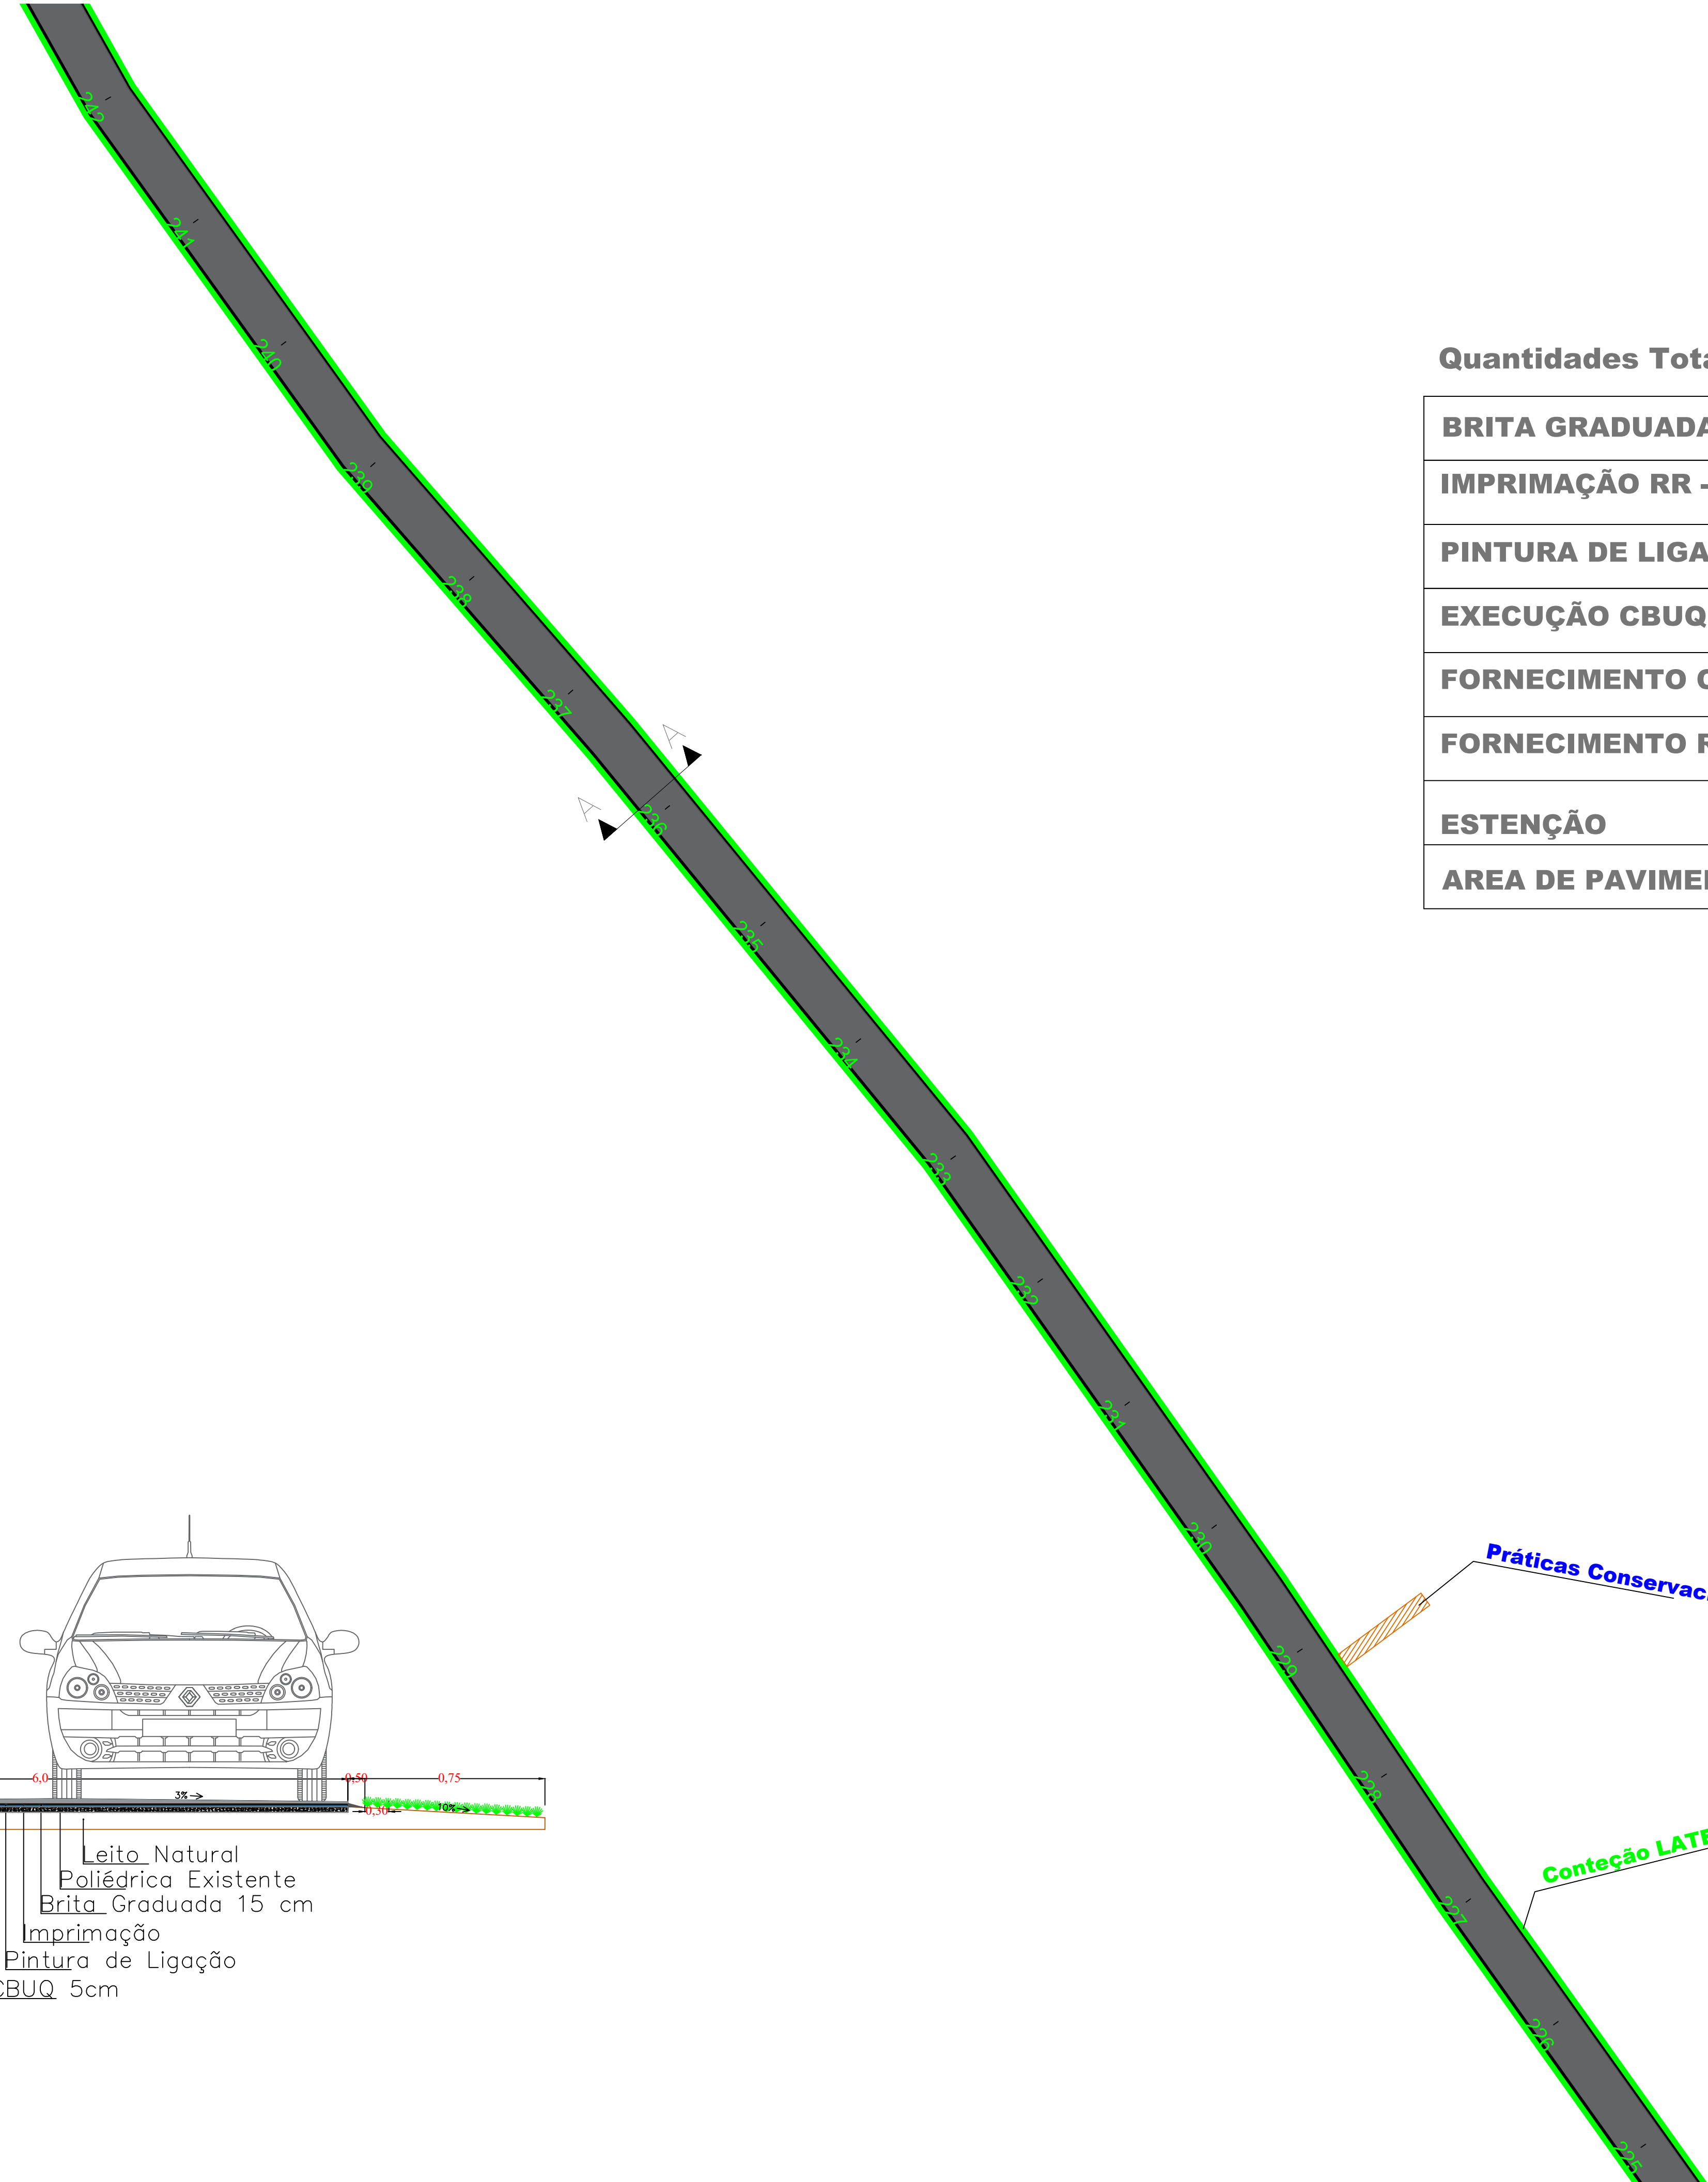 242
241
240
239
238
237
A
A
236
235
234
233
232
231
230
229
228
227
226
225
Quantidades Tota
BRITA GRADUADA
IMPRIMAÇÃO RR -
PINTURA DE LIGA
EXECUÇÃO CBUQ
FORNECIMENTO C
FORNECIMENTO R
ESTENÇÃO
AREA DE PAVIME
Práticas Conservac
Conteção LATE
6,0 0,50 0,75
3%
0,30 10%
Leito Natural
Poliédrica Existente
Brita Graduada 15 cm
Imprimação
Pintura de Ligação
CBUQ 5cm